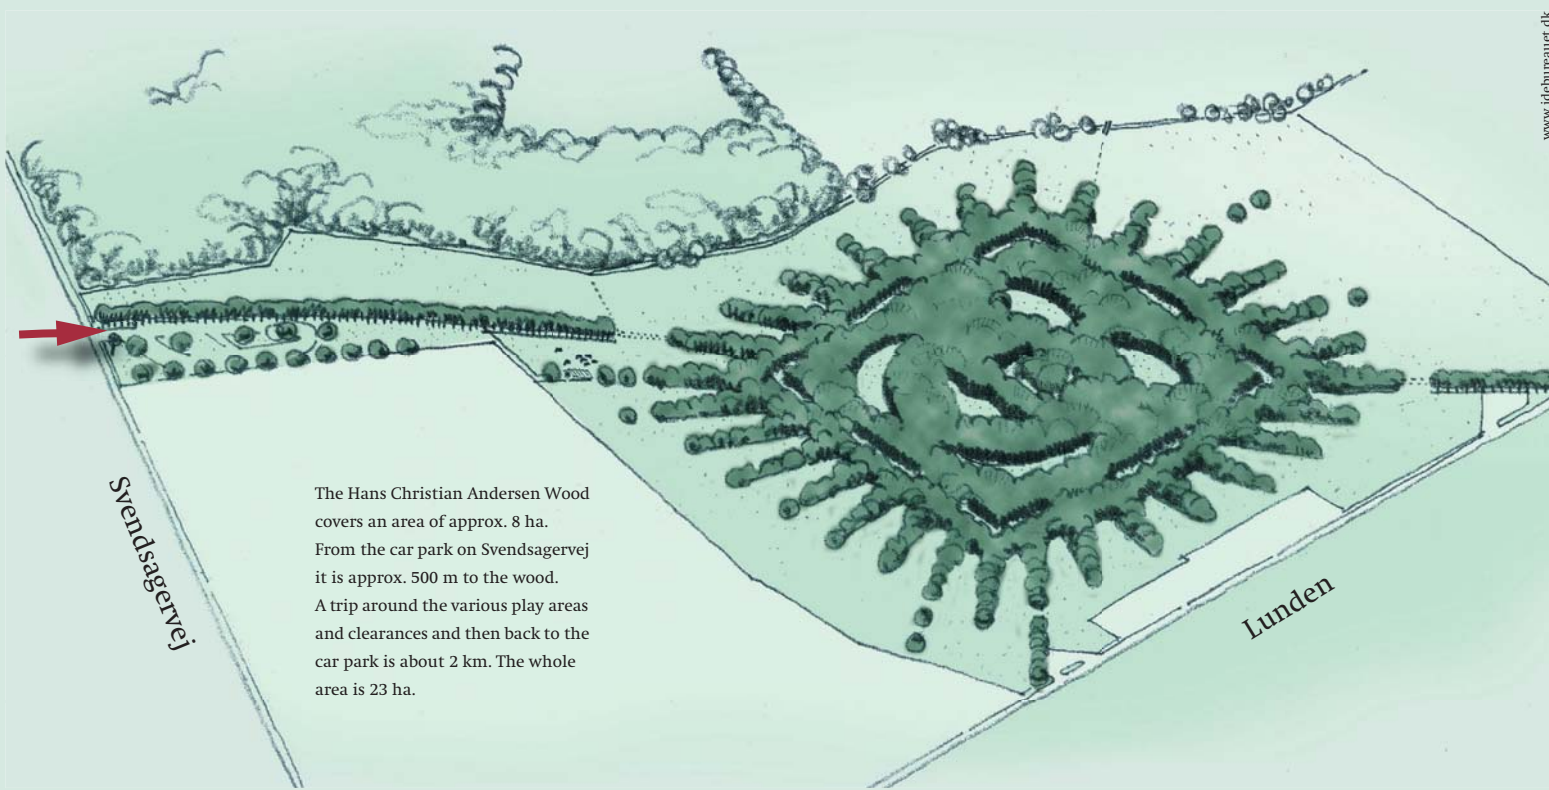 www.idebureauet.dk
Svendsagervej
The Hans Christian Andersen Wood
covers an area of approx. 8 ha.
From the car park on Svendsagervej
it is approx. 500 m to the wood.
A trip around the various play areas
and clearances and then back to the
car park is about 2 km. The whole
area is 23 ha.
Lunden